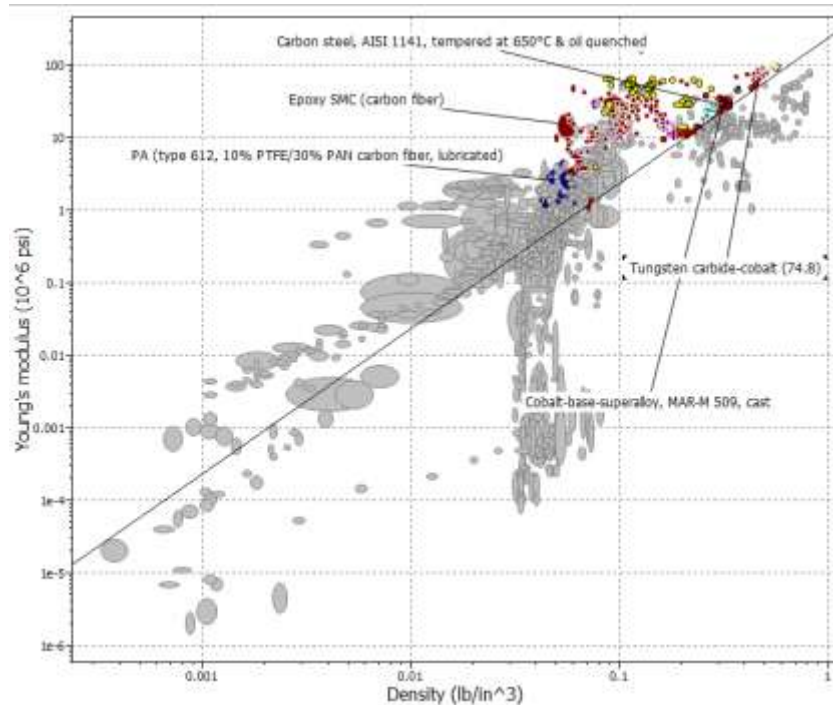 Carbon steel, AISI 1141, tempered at 650°C & oil quenched
Epoxy SMC (carbon fiber)
PA (type 612, 10% PTFE/30% PAN carbon fiber, lubricated)
Tungsten carbide-cobalt (74.8)
Cobalt-base-superalloy, MAR-M 509, cast
Young's modulus (10^6 psi)
100
10
1
0.1
0.01
0.001
1e-4
1e-5
1e-6
0.001
0.01
0.1
1
Density (lb/in^3)